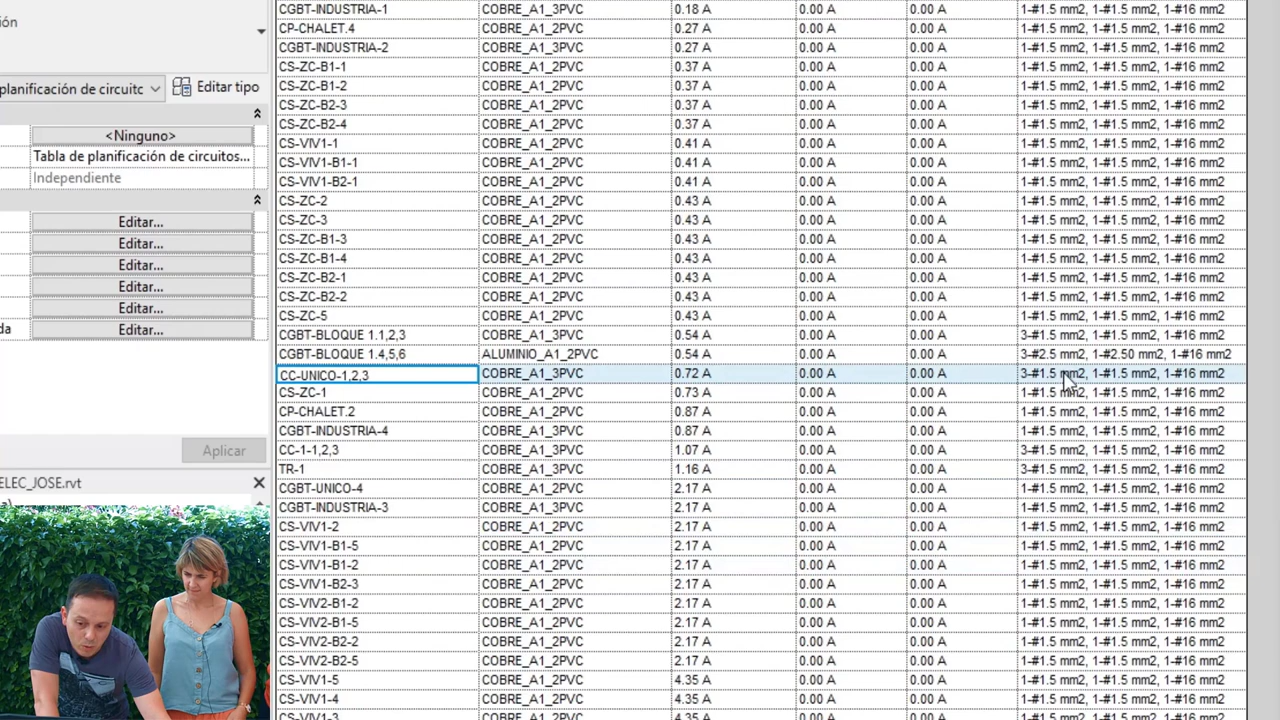 ión
planificación de circuitc
Editar tipo
<Ninguno>
Tabla de planificación de circuitos...
Independiente
Editar...
Editar...
Editar...
Editar...
Editar...
da Editar...
Aplicar
ELEC_JOSE.rvt
CGBT-INDUSTRIA-1 COBRE_A1_3PVC 0.18 A 0.00 A 0.00 A 1-#1.5 mm2, 1-#1.5 mm2, 1-#16 mm2
CP-CHALET.4 COBRE_A1_2PVC 0.27 A 0.00 A 0.00 A 1-#1.5 mm2, 1-#1.5 mm2, 1-#16 mm2
CGBT-INDUSTRIA-2 COBRE_A1_3PVC 0.27 A 0.00 A 0.00 A 1-#1.5 mm2, 1-#1.5 mm2, 1-#16 mm2
CS-ZC-B1-1 COBRE_A1_2PVC 0.37 A 0.00 A 0.00 A 1-#1.5 mm2, 1-#1.5 mm2, 1-#16 mm2
CS-ZC-B1-2 COBRE_A1_2PVC 0.37 A 0.00 A 0.00 A 1-#1.5 mm2, 1-#1.5 mm2, 1-#16 mm2
CS-ZC-B2-3 COBRE_A1_2PVC 0.37 A 0.00 A 0.00 A 1-#1.5 mm2, 1-#1.5 mm2, 1-#16 mm2
CS-ZC-B2-4 COBRE_A1_2PVC 0.37 A 0.00 A 0.00 A 1-#1.5 mm2, 1-#1.5 mm2, 1-#16 mm2
CS-VIV1-1 COBRE_A1_2PVC 0.41 A 0.00 A 0.00 A 1-#1.5 mm2, 1-#1.5 mm2, 1-#16 mm2
CS-VIV1-B1-1 COBRE_A1_2PVC 0.41 A 0.00 A 0.00 A 1-#1.5 mm2, 1-#1.5 mm2, 1-#16 mm2
CS-VIV1-B2-1 COBRE_A1_2PVC 0.41 A 0.00 A 0.00 A 1-#1.5 mm2, 1-#1.5 mm2, 1-#16 mm2
CS-ZC-2 COBRE_A1_2PVC 0.43 A 0.00 A 0.00 A 1-#1.5 mm2, 1-#1.5 mm2, 1-#16 mm2
CS-ZC-3 COBRE_A1_2PVC 0.43 A 0.00 A 0.00 A 1-#1.5 mm2, 1-#1.5 mm2, 1-#16 mm2
CS-ZC-B1-3 COBRE_A1_2PVC 0.43 A 0.00 A 0.00 A 1-#1.5 mm2, 1-#1.5 mm2, 1-#16 mm2
CS-ZC-B1-4 COBRE_A1_2PVC 0.43 A 0.00 A 0.00 A 1-#1.5 mm2, 1-#1.5 mm2, 1-#16 mm2
CS-ZC-B2-1 COBRE_A1_2PVC 0.43 A 0.00 A 0.00 A 1-#1.5 mm2, 1-#1.5 mm2, 1-#16 mm2
CS-ZC-B2-2 COBRE_A1_2PVC 0.43 A 0.00 A 0.00 A 1-#1.5 mm2, 1-#1.5 mm2, 1-#16 mm2
CS-ZC-5 COBRE_A1_2PVC 0.43 A 0.00 A 0.00 A 1-#1.5 mm2, 1-#1.5 mm2, 1-#16 mm2
CGBT-BLOQUE 1.1,2,3 COBRE_A1_3PVC 0.54 A 0.00 A 0.00 A 3-#1.5 mm2, 1-#1.5 mm2, 1-#16 mm2
CGBT-BLOQUE 1.4,5,6 ALUMINIO_A1_2PVC 0.54 A 0.00 A 0.00 A 3-#2.5 mm2, 1-#2.50 mm2, 1-#16 mm2
CC-UNICO-1,2,3 COBRE_A1_3PVC 0.72 A 0.00 A 0.00 A 3-#1.5 mm2, 1-#1.5 mm2, 1-#16 mm2
CS-ZC-1 COBRE_A1_2PVC 0.73 A 0.00 A 0.00 A 1-#1.5 mm2, 1-#1.5 mm2, 1-#16 mm2
CP-CHALET.2 COBRE_A1_2PVC 0.87 A 0.00 A 0.00 A 1-#1.5 mm2, 1-#1.5 mm2, 1-#16 mm2
CGBT-INDUSTRIA-4 COBRE_A1_3PVC 0.87 A 0.00 A 0.00 A 1-#1.5 mm2, 1-#1.5 mm2, 1-#16 mm2
CC-1-1,2,3 COBRE_A1_3PVC 1.07 A 0.00 A 0.00 A 3-#1.5 mm2, 1-#1.5 mm2, 1-#16 mm2
TR-1 COBRE_A1_3PVC 1.16 A 0.00 A 0.00 A 3-#1.5 mm2, 1-#1.5 mm2, 1-#16 mm2
CGBT-UNICO-4 COBRE_A1_2PVC 2.17 A 0.00 A 0.00 A 1-#1.5 mm2, 1-#1.5 mm2, 1-#16 mm2
CGBT-INDUSTRIA-3 COBRE_A1_3PVC 2.17 A 0.00 A 0.00 A 1-#1.5 mm2, 1-#1.5 mm2, 1-#16 mm2
CS-VIV1-2 COBRE_A1_2PVC 2.17 A 0.00 A 0.00 A 1-#1.5 mm2, 1-#1.5 mm2, 1-#16 mm2
CS-VIV1-B1-5 COBRE_A1_2PVC 2.17 A 0.00 A 0.00 A 1-#1.5 mm2, 1-#1.5 mm2, 1-#16 mm2
CS-VIV1-B1-2 COBRE_A1_2PVC 2.17 A 0.00 A 0.00 A 1-#1.5 mm2, 1-#1.5 mm2, 1-#16 mm2
CS-VIV1-B2-3 COBRE_A1_2PVC 2.17 A 0.00 A 0.00 A 1-#1.5 mm2, 1-#1.5 mm2, 1-#16 mm2
CS-VIV2-B1-2 COBRE_A1_2PVC 2.17 A 0.00 A 0.00 A 1-#1.5 mm2, 1-#1.5 mm2, 1-#16 mm2
CS-VIV2-B1-5 COBRE_A1_2PVC 2.17 A 0.00 A 0.00 A 1-#1.5 mm2, 1-#1.5 mm2, 1-#16 mm2
CS-VIV2-B2-2 COBRE_A1_2PVC 2.17 A 0.00 A 0.00 A 1-#1.5 mm2, 1-#1.5 mm2, 1-#16 mm2
CS-VIV2-B2-5 COBRE_A1_2PVC 2.17 A 0.00 A 0.00 A 1-#1.5 mm2, 1-#1.5 mm2, 1-#16 mm2
CS-VIV1-5 COBRE_A1_2PVC 4.35 A 0.00 A 0.00 A 1-#1.5 mm2, 1-#1.5 mm2, 1-#16 mm2
CS-VIV1-4 COBRE_A1_2PVC 4.35 A 0.00 A 0.00 A 1-#1.5 mm2, 1-#1.5 mm2, 1-#16 mm2
CS-VIV1-3 COBRE_A1_2PVC 4.35 A 0.00 A 0.00 A 1-#1.5 mm2, 1-#1.5 mm2, 1-#16 mm2